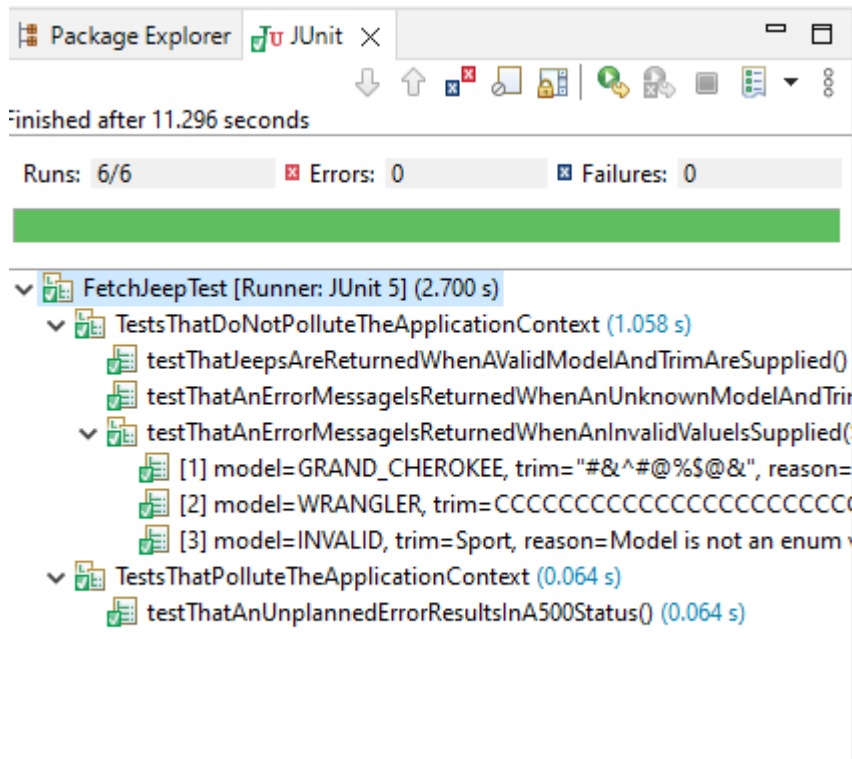 Package Explorer JUnit
Finished after 11.296 seconds
Runs: 6/6 Errors: 0 Failures: 0
FetchJeepTest [Runner: JUnit 5] (2.700 s)
TestsThatDoNotPolluteTheApplicationContext (1.058 s)
testThatJeepsAreReturnedWhenAValidModelAndTrimAreSupplied()
testThatAnErrorMessageIsReturnedWhenAnUnknownModelAndTri
testThatAnErrorMessageIsReturnedWhenAnInvalidValueIsSupplied(
[1] model=GRAND_CHEROKEE, trim="#&^#@%$@&", reason=
[2] model=WRANGLER, trim=CCCCCCCCCCCCCCCCCCCCCCC
[3] model=INVALID, trim=Sport, reason=Model is not an enum
TestsThatPolluteTheApplicationContext (0.064 s)
testThatAnUnplannedErrorResultsInA500Status() (0.064 s)